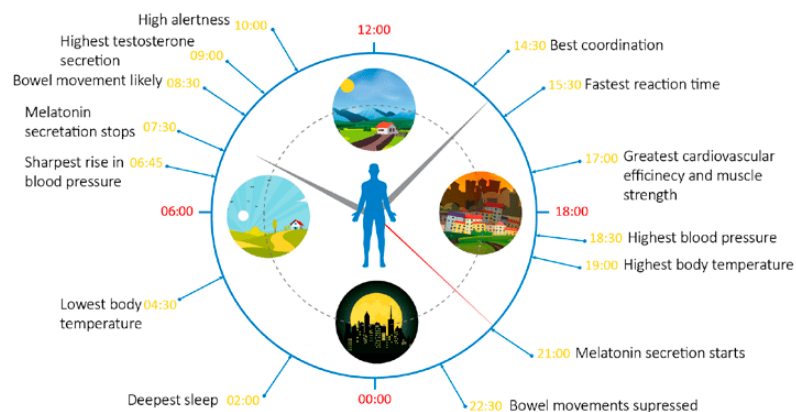 12:00
High alertness 10:00
Highest testosterone
secretion 09:00
Bowel movement likely 08:30
Melatonin
secretation stops 07:30
Sharpest rise in
blood pressure 06:45
06:00
Lowest body
temperature 04:30
Deepest sleep 02:00
00:00
14:30 Best coordination
15:30 Fastest reaction time
17:00 Greatest cardiovascular
efficinecy and muscle
strength
18:00
18:30 Highest blood pressure
19:00 Highest body temperature
21:00 Melatonin secretion starts
22:30 Bowel movements supressed